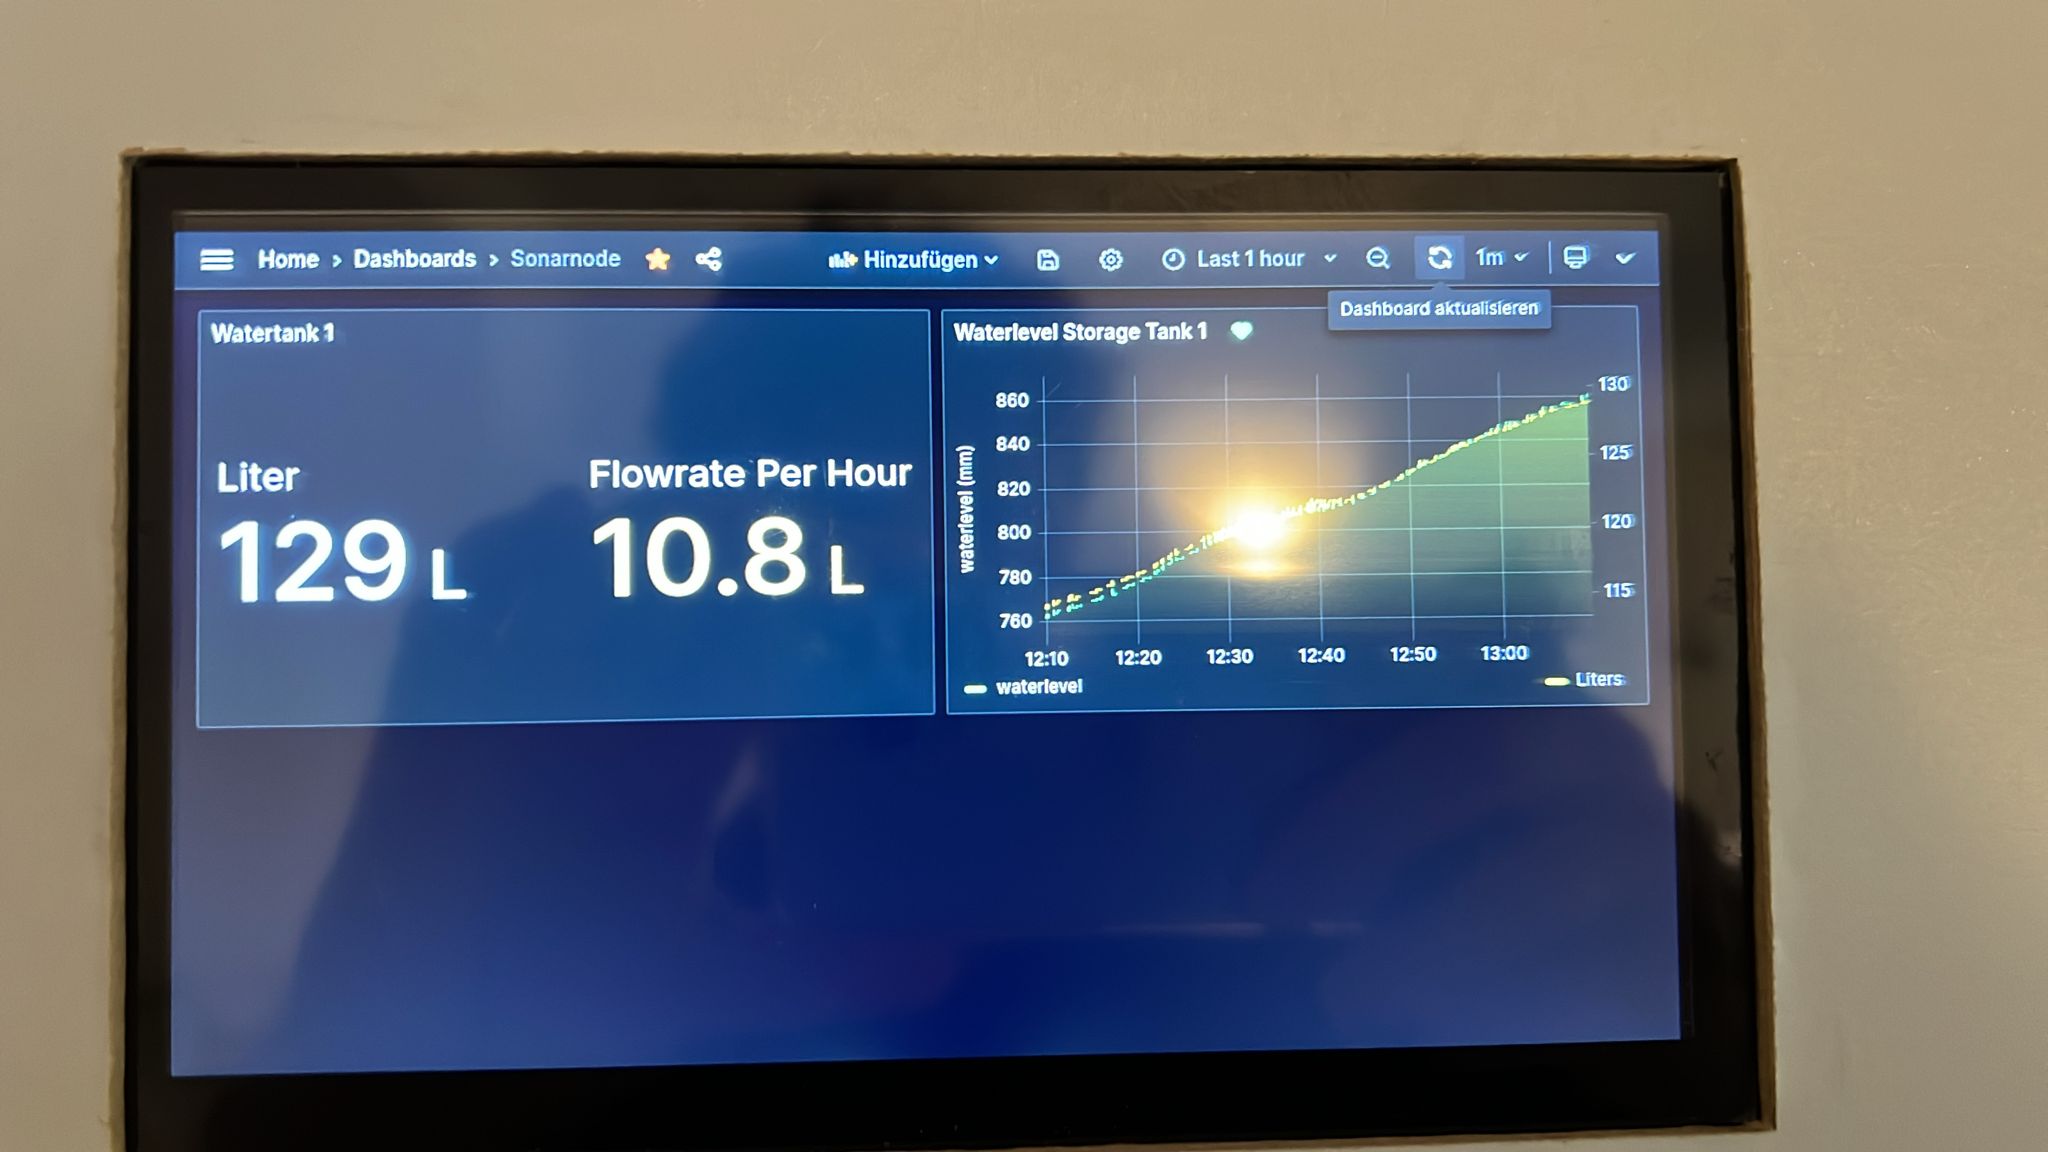 Home › Dashboards › Sonarnode
Hinzufügen
Last 1 hour
1m
Dashboard aktualisieren
Watertank 1
Liter
129 L
Flowrate Per Hour
10.8 L
Waterlevel Storage Tank 1
waterlevel (mm)
860
840
820
800
780
760
130
125
120
115
12:10 12:20 12:30 12:40 12:50 13:00
waterlevel
Liters